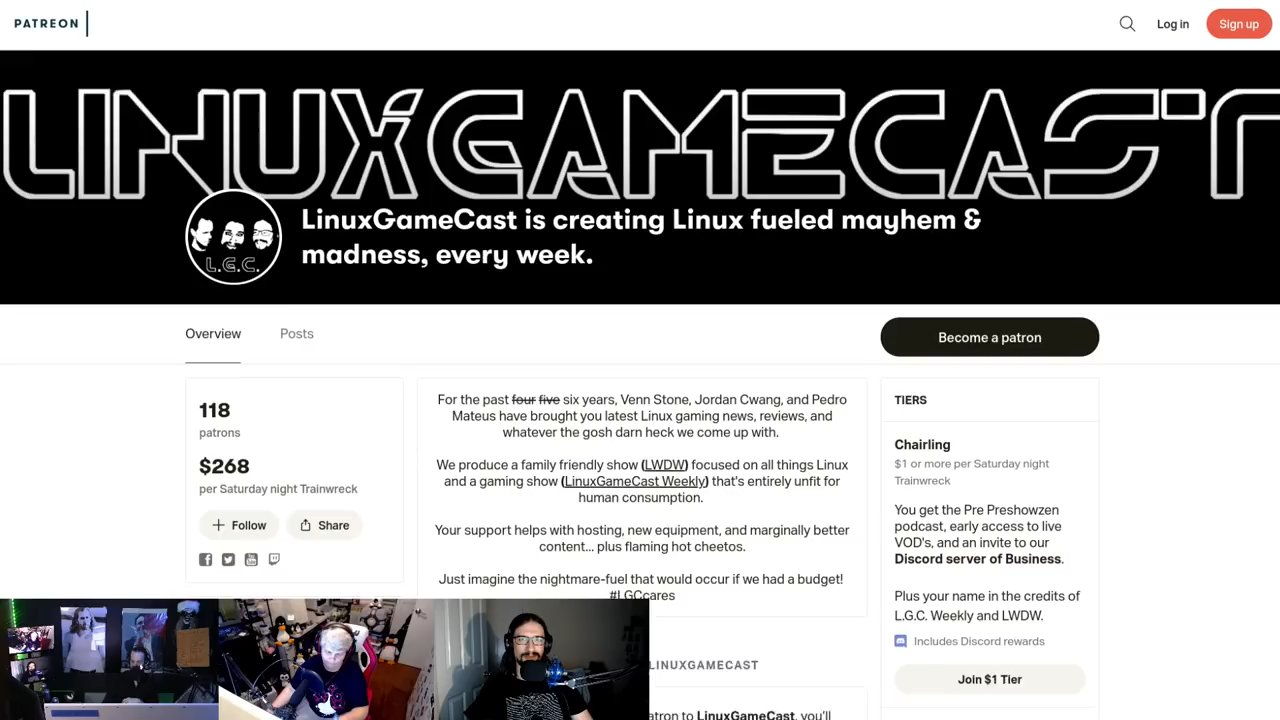 PATREON
Log in
Sign up
LINUXGAMECAST
LinuxGameCast is creating Linux fueled mayhem &
madness, every week.
L.G.C.
Overview
Posts
Become a patron
118
patrons
$268
per Saturday night Trainwreck
Follow
Share
For the past four five six years, Venn Stone, Jordan Cwang, and Pedro
Mateus have brought you latest Linux gaming news, reviews, and
whatever the gosh darn heck we come up with.
We produce a family friendly show (LWDW) focused on all things Linux
and a gaming show (LinuxGameCast Weekly) that's entirely unfit for
human consumption.
Your support helps with hosting, new equipment, and marginally better
content... plus flaming hot cheetos.
Just imagine the nightmare-fuel that would occur if we had a budget!
#LGCcares
LINUXGAMECAST
atron to LinuxGameCast, you'll
TIERS
Chairling
$1 or more per Saturday night
Trainwreck
You get the Pre Preshowzen
podcast, early access to live
VOD's, and an invite to our
Discord server of Business.
Plus your name in the credits of
L.G.C. Weekly and LWDW.
Includes Discord rewards
Join $1 Tier